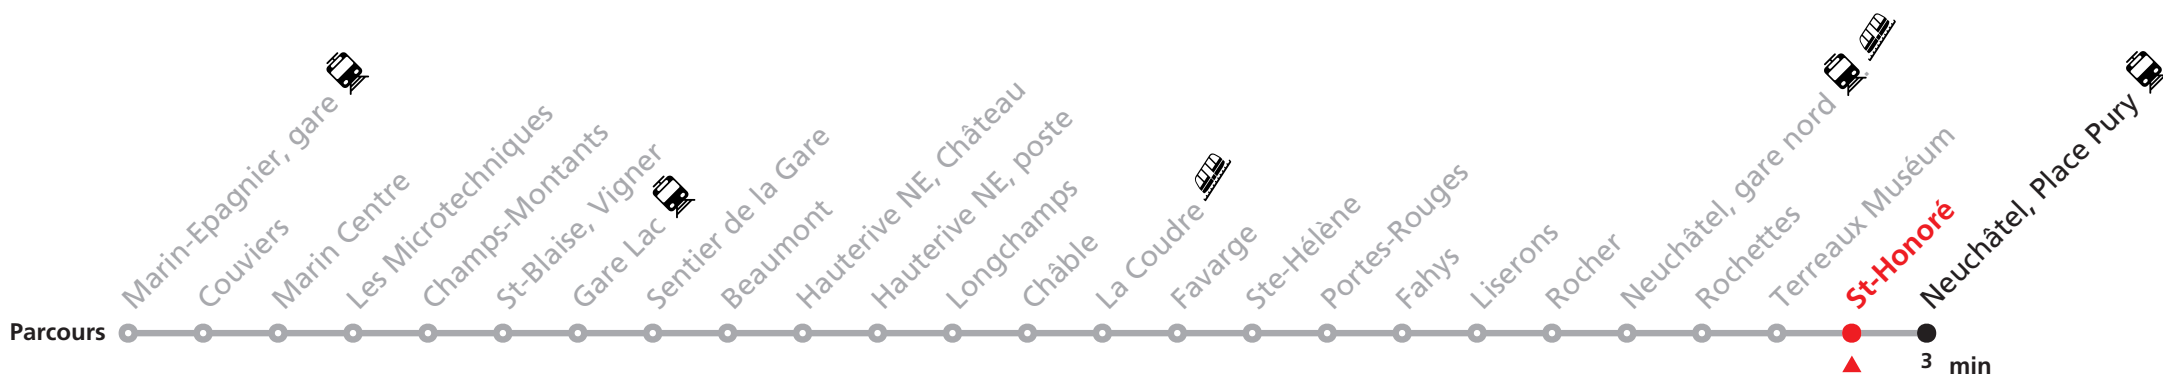 Marin-Epagnier, gare
Couviers
Marin Centre
Les Microtechniques
Champs-Montants
St-Blaise, Vigner
Gare Lac
Sentier de la Gare
Beaumont
Hauterive NE, Château
Hauterive NE, poste
Longchamps
Châble
La Coudre
Favarge
Ste-Hélène
Portes-Rouges
Fahys
Liserons
Rocher
Neuchâtel, gare nord
Rochettes
Terreaux Muséum
St-Honoré
Neuchâtel, Place Pury
Parcours
3 min